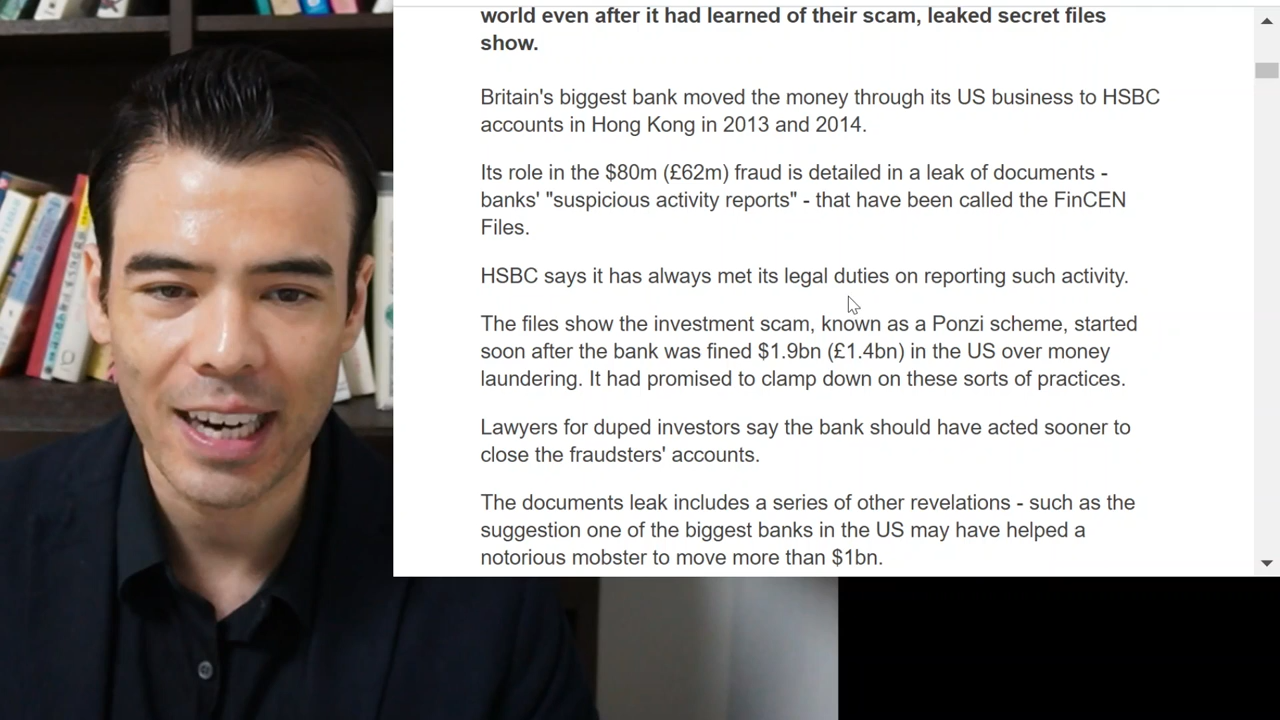 world even after it had learned of their scam, leaked secret files
show.
Britain's biggest bank moved the money through its US business to HSBC
accounts in Hong Kong in 2013 and 2014.
Its role in the $80m (£62m) fraud is detailed in a leak of documents -
banks' "suspicious activity reports" - that have been called the FinCEN
Files.
HSBC says it has always met its legal duties on reporting such activity.
The files show the investment scam, known as a Ponzi scheme, started
soon after the bank was fined $1.9bn (£1.4bn) in the US over money
laundering. It had promised to clamp down on these sorts of practices.
Lawyers for duped investors say the bank should have acted sooner to
close the fraudsters' accounts.
The documents leak includes a series of other revelations - such as the
suggestion one of the biggest banks in the US may have helped a
notorious mobster to move more than $1bn.